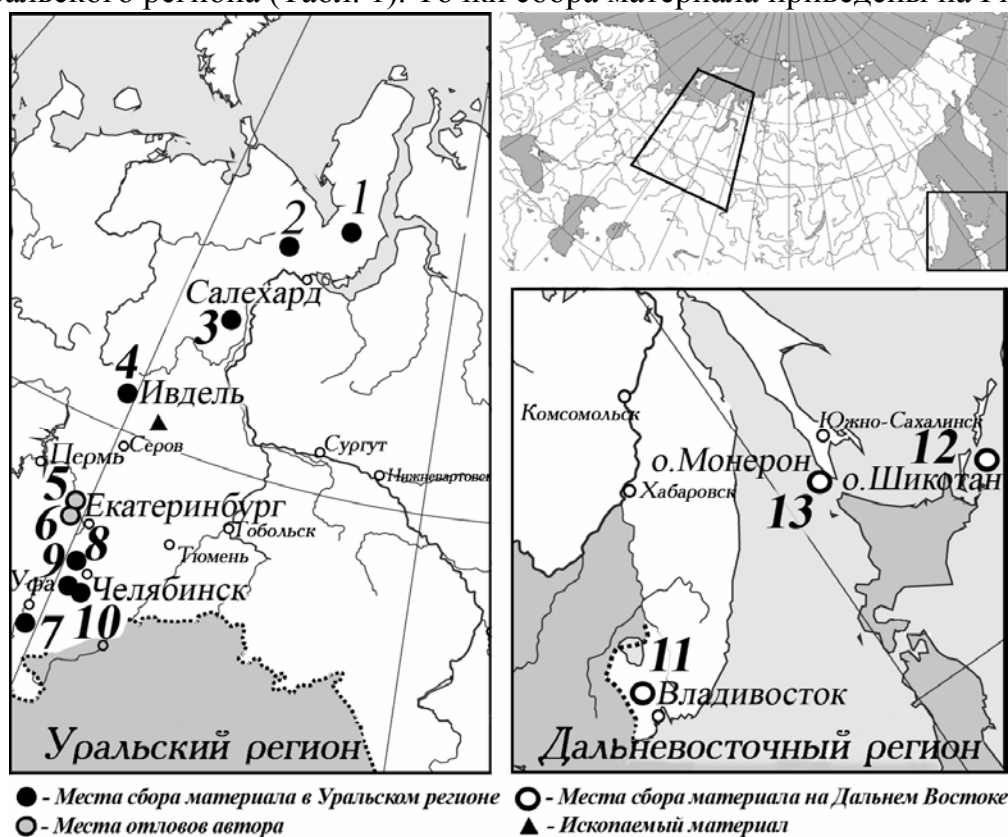 альского региона (Табл. 1). Точки сбора материала приведены на
1
2
Салехард
3
4
Ивдель
Серов
Пермь
Сургут
Нижневартовск
5
Екатеринбург
6
Тобольск
9
8
Тюмень
Уфа
Челябинск
7
10
Уральский регион
Комсомольск
Южно-Сахалинск
12
о.Монерон
о.Шикотан
Хабаровск
13
11
Владивосток
Дальневосточный регион
- Места сбора материала в Уральском регионе
- Места сбора материала на Дальнем Востоке
- Места отловов автора
- Ископаемый материал